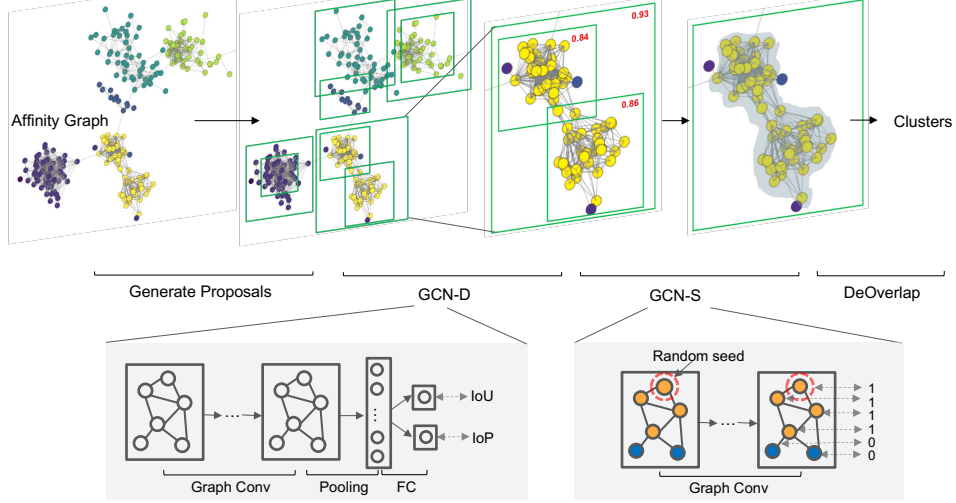 0.93
0.84
0.86
Affinity Graph
Clusters
Generate Proposals
GCN-D
GCN-S
DeOverlap
Random seed
...
...
...
...
IoU
IoP
1
1
1
1
0
0
Graph Conv
Pooling
FC
Graph Conv